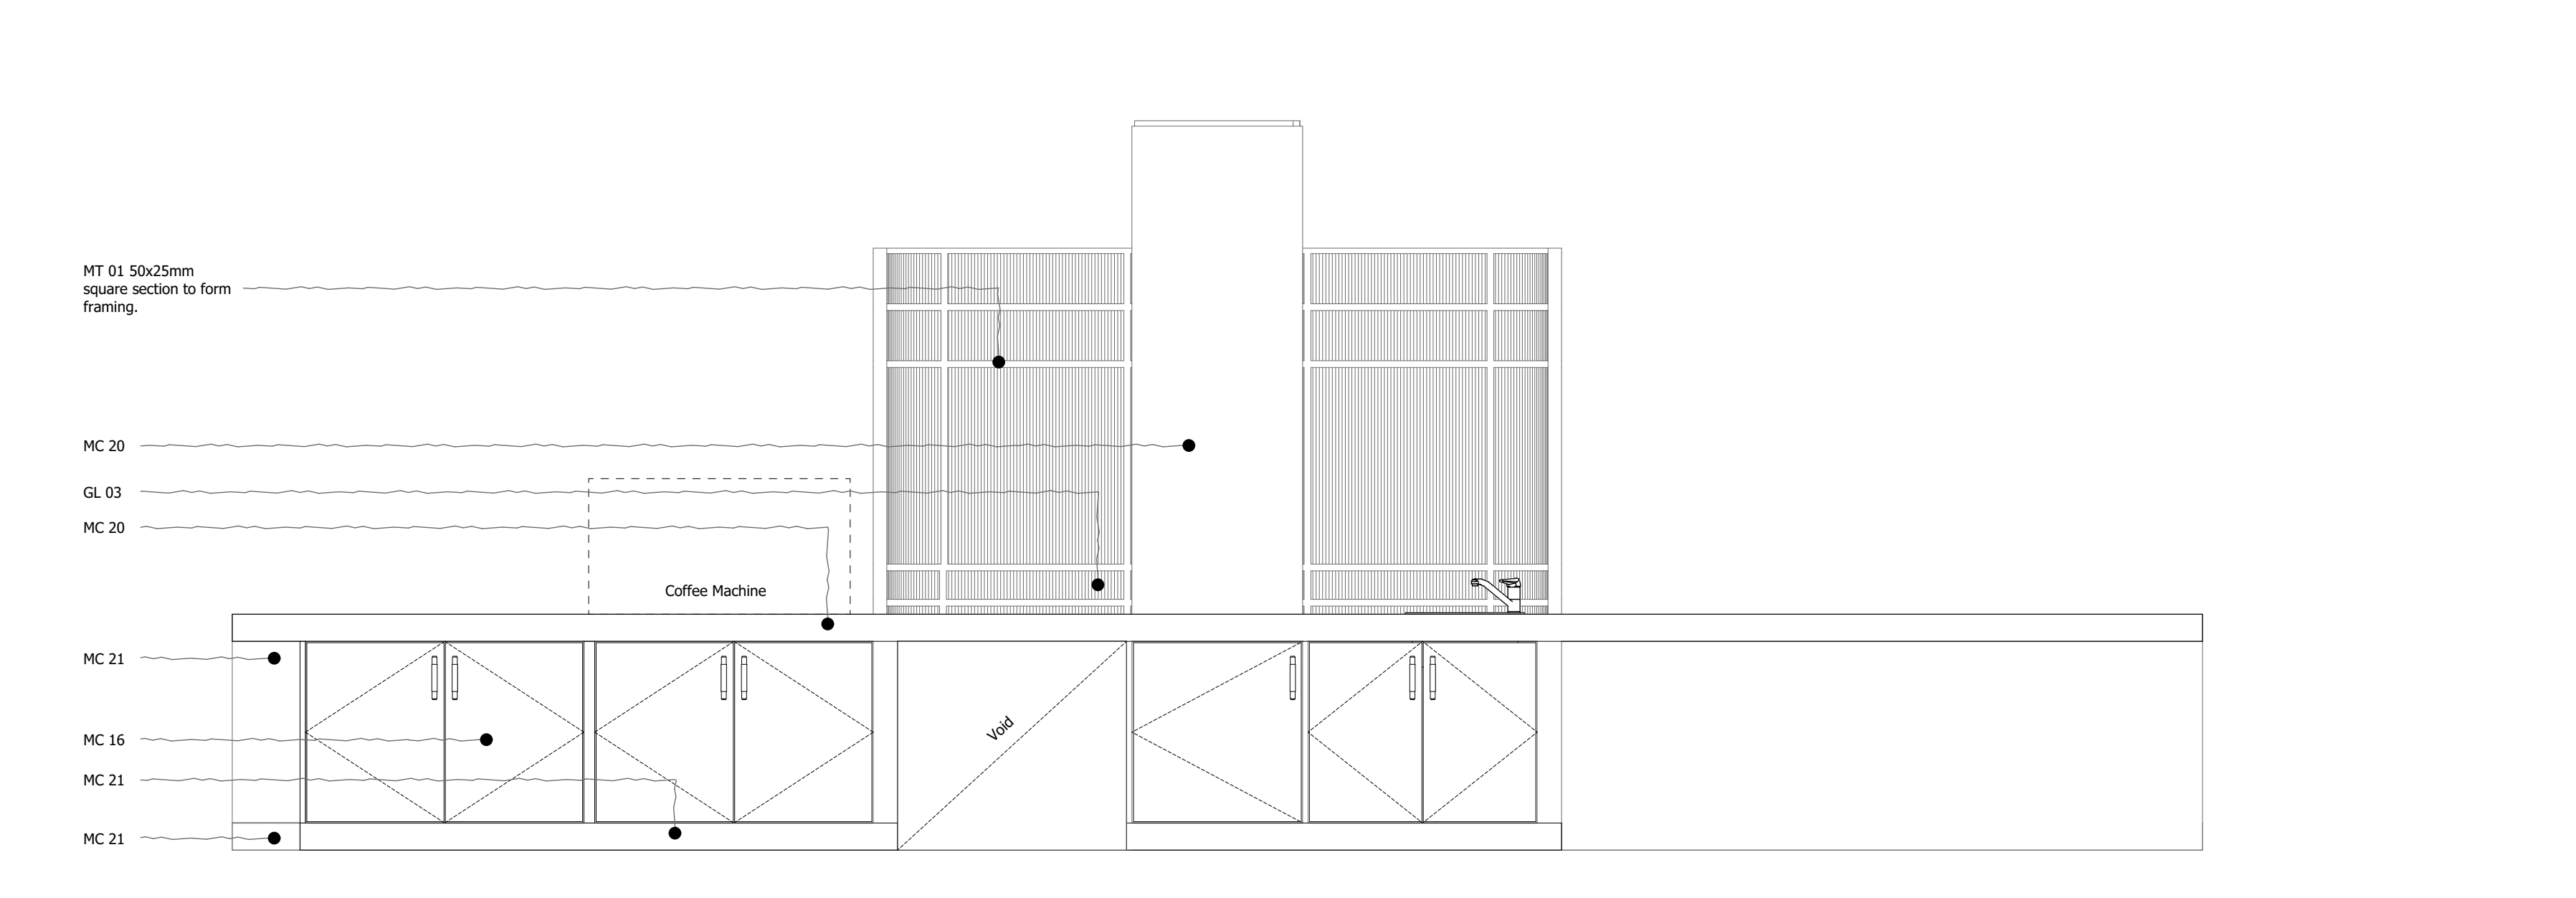 MT 01 50x25mm
square section to form
framing.
MC 20
GL 03
MC 20
Coffee Machine
MC 21
Void
MC 16
MC 21
MC 21